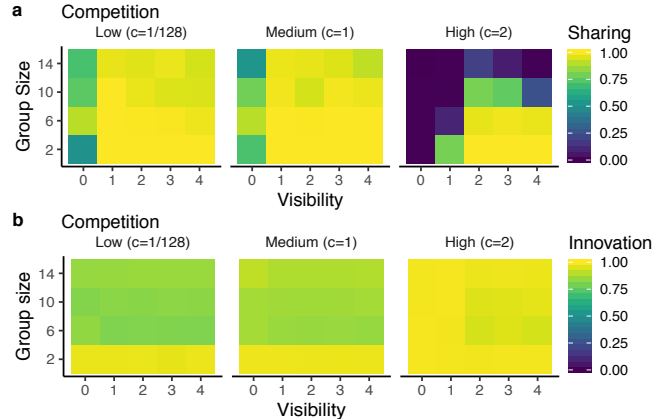 a
Competition
Low (c=1/128) Medium (c=1) High (c=2)
Sharing
Group Size
14
10
6
2
0 1 2 3 4 0 1 2 3 4 0 1 2 3 4
Visibility
1.00
0.75
0.50
0.25
0.00
b
Competition
Low (c=1/128) Medium (c=1) High (c=2)
Innovation
Group size
14
10
6
2
0 1 2 3 4 0 1 2 3 4 0 1 2 3 4
Visibility
1.00
0.75
0.50
0.25
0.00